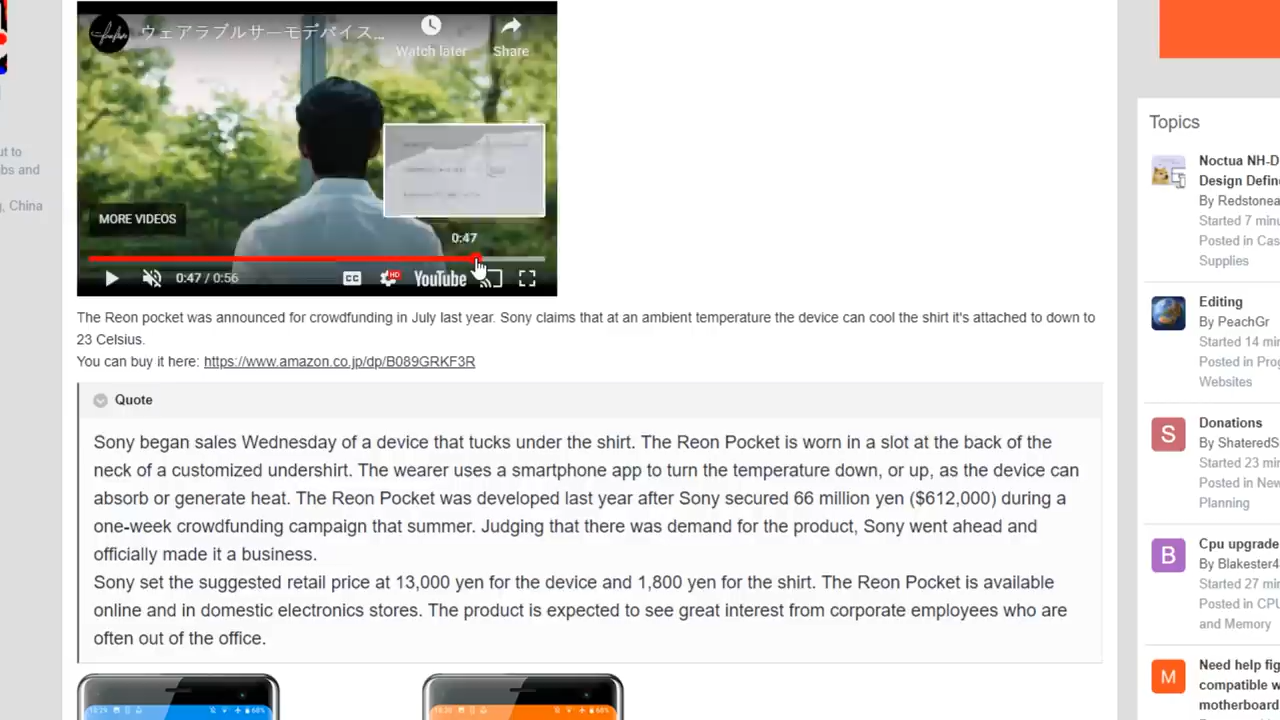 ウェアラブルサーモデバイス...
Watch later
Share
MORE VIDEOS
0:47
0:47 / 0:56
CC
HD
YouTube
The Reon pocket was announced for crowdfunding in July last year. Sony claims that at an ambient temperature the device can cool the shirt it's attached to down to
23 Celsius.
You can buy it here: https://www.amazon.co.jp/dp/B089GRKF3R
Quote
Sony began sales Wednesday of a device that tucks under the shirt. The Reon Pocket is worn in a slot at the back of the
neck of a customized undershirt. The wearer uses a smartphone app to turn the temperature down, or up, as the device can
absorb or generate heat. The Reon Pocket was developed last year after Sony secured 66 million yen ($612,000) during a
one-week crowdfunding campaign that summer. Judging that there was demand for the product, Sony went ahead and
officially made it a business.
Sony set the suggested retail price at 13,000 yen for the device and 1,800 yen for the shirt. The Reon Pocket is available
online and in domestic electronics stores. The product is expected to see great interest from corporate employees who are
often out of the office.
ut to
bs and
, China
Topics
Noctua NH-D
Design Define
By Redstonea
Started 7 minu
Posted in Cas
Supplies
Editing
By PeachGr
Started 14 min
Posted in Prog
Websites
S
Donations
By ShateredS
Started 23 min
Posted in New
Planning
B
Cpu upgrade
By Blakester4
Started 27 min
Posted in CPU
and Memory
M
Need help fig
compatible w
motherboard
68%
68%